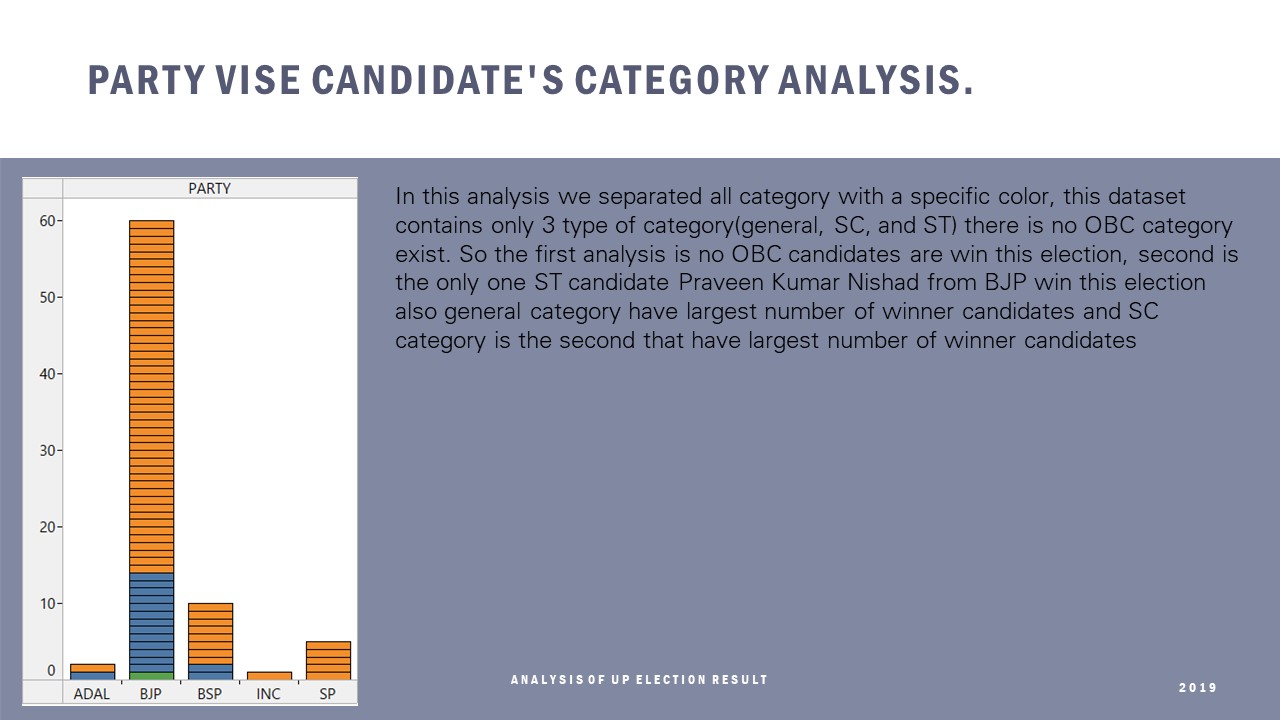 PARTY VISE CANDIDATE'S CATEGORY ANALYSIS.
PARTY
60
50
40
30
20
10
0
ADAL BJP BSP INC SP
In this analysis we separated all category with a specific color, this dataset
contains only 3 type of category(general, SC, and ST) there is no OBC category
exist. So the first analysis is no OBC candidates are win this election, second is
the only one ST candidate Praveen Kumar Nishad from BJP win this election
also general category have largest number of winner candidates and SC
category is the second that have largest number of winner candidates
ANALYSIS OF UP ELECTION RESULT
2019